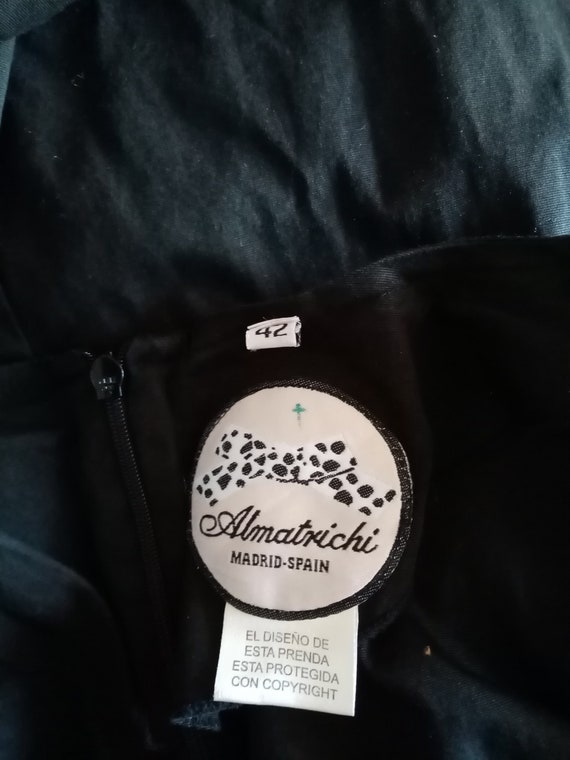 42
Almatrichi
MADRID-SPAIN
EL DISEÑO DE
ESTA PRENDA
ESTA PROTEGIDA
CON COPYRIGHT